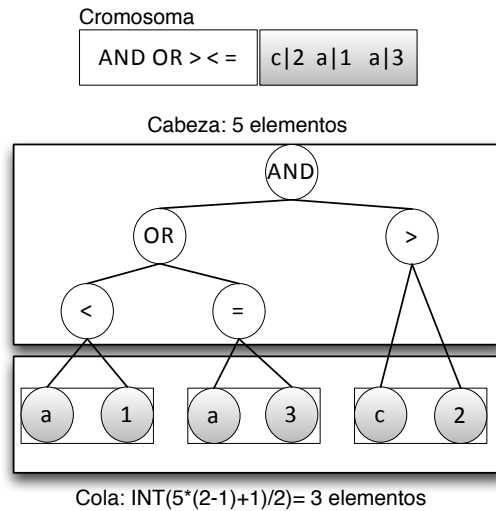 Cromosoma
AND OR > < = c|2 a|1 a|3
Cabeza: 5 elementos
AND
OR >
< =
a 1 a 3 c 2
Cola: INT(5*(2-1)+1)/2)= 3 elementos